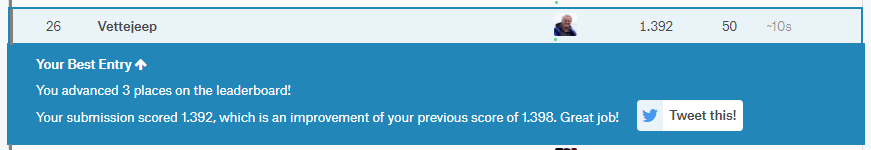 26 Vettejeep 1.392 50 ~10s
Your Best Entry
You advanced 3 places on the leaderboard!
Your submission scored 1.392, which is an improvement of your previous score of 1.398. Great job! Tweet this!